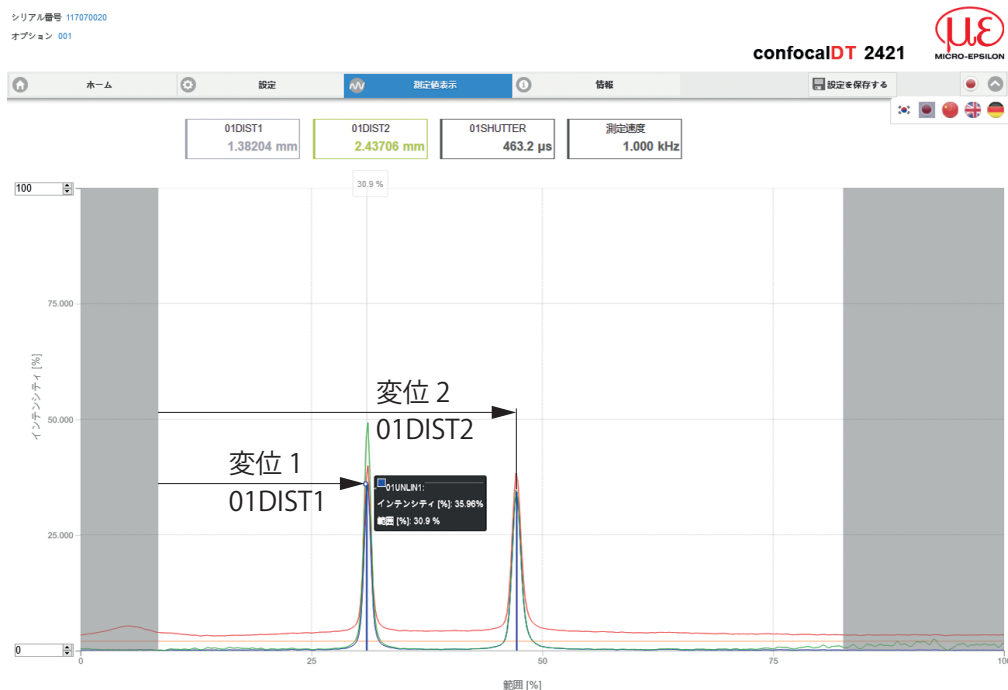 シリアル番号 117070020
オプション 001
με
MICRO-EPSILON
confocalDT 2421
ホーム
設定
測定値表示
情報
設定を保存する
01DIST1
1.38204 mm
01DIST2
2.43706 mm
01SHUTTER
463.2 µs
測定速度
1.000 kHz
30.9 %
100
75.000
50.000
25.000
0
インテンシティ [%]
変位 2
01DIST2
変位 1
01DIST1
01UNLIN1:
インテンシティ [%]: 35.96%
範囲 [%]: 30.9 %
0
25
50
75
100
範囲 [%]